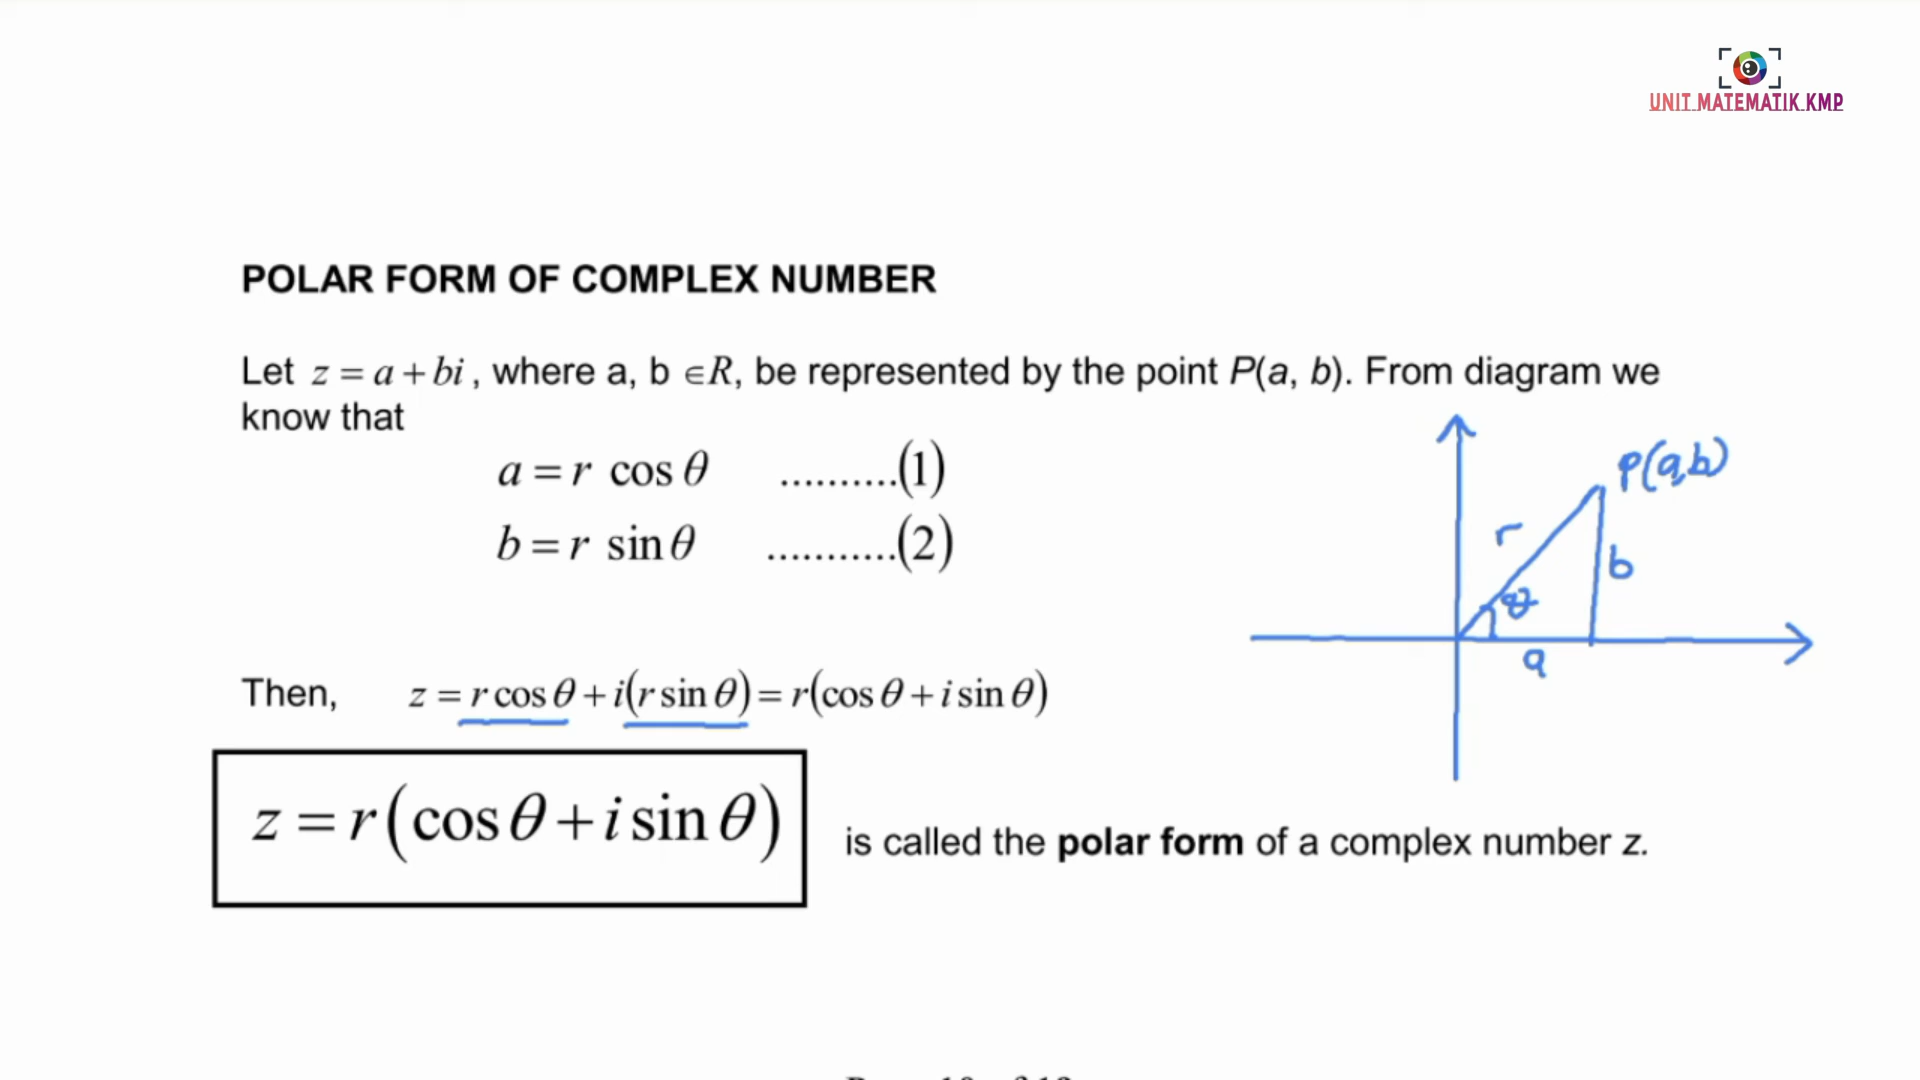 UNIT MATEMATIK KMP
POLAR FORM OF COMPLEX NUMBER
Let z = a + bi , where a, b ∈R, be represented by the point P(a, b). From diagram we
know that
a = r cos θ ..........(1)
b = r sin θ ...........(2)
P(a,b)
r
b
θ
a
Then, z = r cos θ + i(r sin θ) = r(cos θ + i sin θ)
z = r(cos θ + i sin θ)
is called the polar form of a complex number z.